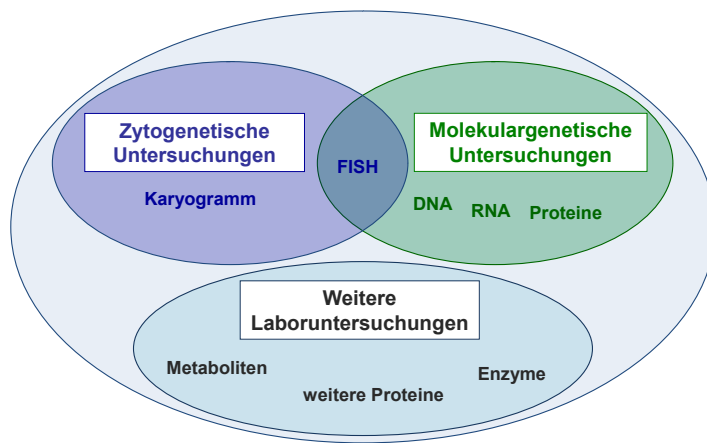 Zytogenetische
Untersuchungen
Molekulargenetische
Untersuchungen
FISH
Karyogramm
DNA
RNA
Proteine
Weitere
Laboruntersuchungen
Metaboliten
weitere Proteine
Enzyme